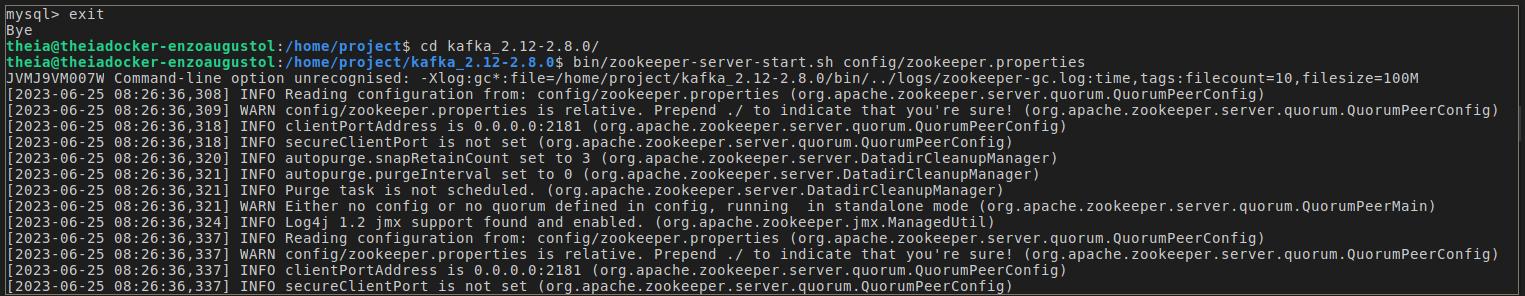 mysql> exit
Bye
theia@theiadocker-enzoaugustol:/home/project$ cd kafka_2.12-2.8.0/
theia@theiadocker-enzoaugustol:/home/project/kafka_2.12-2.8.0$ bin/zookeeper-server-start.sh config/zookeeper.properties
JVMJ9VM007W Command-line option unrecognised: -Xlog:gc*:file=/home/project/kafka_2.12-2.8.0/bin/../logs/zookeeper-gc.log:time,tags:filecount=10,filesize=100M
[2023-06-25 08:26:36,308] INFO Reading configuration from: config/zookeeper.properties (org.apache.zookeeper.server.quorum.QuorumPeerConfig)
[2023-06-25 08:26:36,309] WARN config/zookeeper.properties is relative. Prepend ./ to indicate that you're sure! (org.apache.zookeeper.server.quorum.QuorumPeerConfig)
[2023-06-25 08:26:36,318] INFO clientPortAddress is 0.0.0.0:2181 (org.apache.zookeeper.server.quorum.QuorumPeerConfig)
[2023-06-25 08:26:36,318] INFO secureClientPort is not set (org.apache.zookeeper.server.quorum.QuorumPeerConfig)
[2023-06-25 08:26:36,320] INFO autopurge.snapRetainCount set to 3 (org.apache.zookeeper.server.DatadirCleanupManager)
[2023-06-25 08:26:36,321] INFO autopurge.purgeInterval set to 0 (org.apache.zookeeper.server.DatadirCleanupManager)
[2023-06-25 08:26:36,321] INFO Purge task is not scheduled. (org.apache.zookeeper.server.DatadirCleanupManager)
[2023-06-25 08:26:36,321] WARN Either no config or no quorum defined in config, running  in standalone mode (org.apache.zookeeper.server.quorum.QuorumPeerMain)
[2023-06-25 08:26:36,324] INFO Log4j 1.2 jmx support found and enabled. (org.apache.zookeeper.jmx.ManagedUtil)
[2023-06-25 08:26:36,337] INFO Reading configuration from: config/zookeeper.properties (org.apache.zookeeper.server.quorum.QuorumPeerConfig)
[2023-06-25 08:26:36,337] WARN config/zookeeper.properties is relative. Prepend ./ to indicate that you're sure! (org.apache.zookeeper.server.quorum.QuorumPeerConfig)
[2023-06-25 08:26:36,337] INFO clientPortAddress is 0.0.0.0:2181 (org.apache.zookeeper.server.quorum.QuorumPeerConfig)
[2023-06-25 08:26:36,337] INFO secureClientPort is not set (org.apache.zookeeper.server.quorum.QuorumPeerConfig)